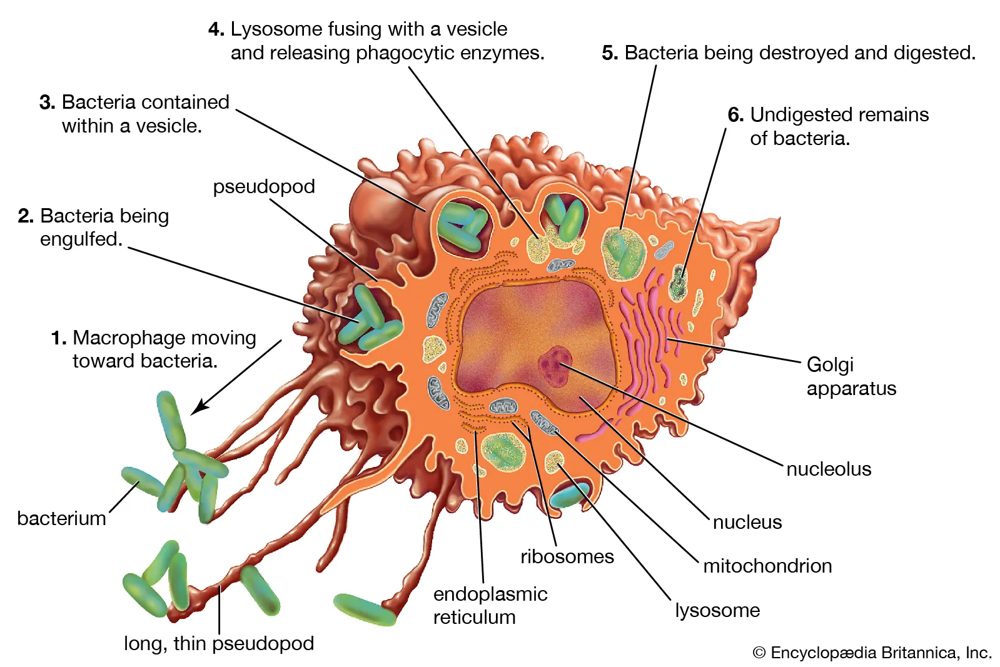 4. Lysosome fusing with a vesicle
and releasing phagocytic enzymes.
5. Bacteria being destroyed and digested.
3. Bacteria contained
within a vesicle.
6. Undigested remains
of bacteria.
pseudopod
2. Bacteria being
engulfed.
1. Macrophage moving
toward bacteria.
Golgi
apparatus
nucleolus
bacterium
nucleus
ribosomes
mitochondrion
endoplasmic
reticulum
lysosome
long, thin pseudopod
© Encyclopædia Britannica, Inc.